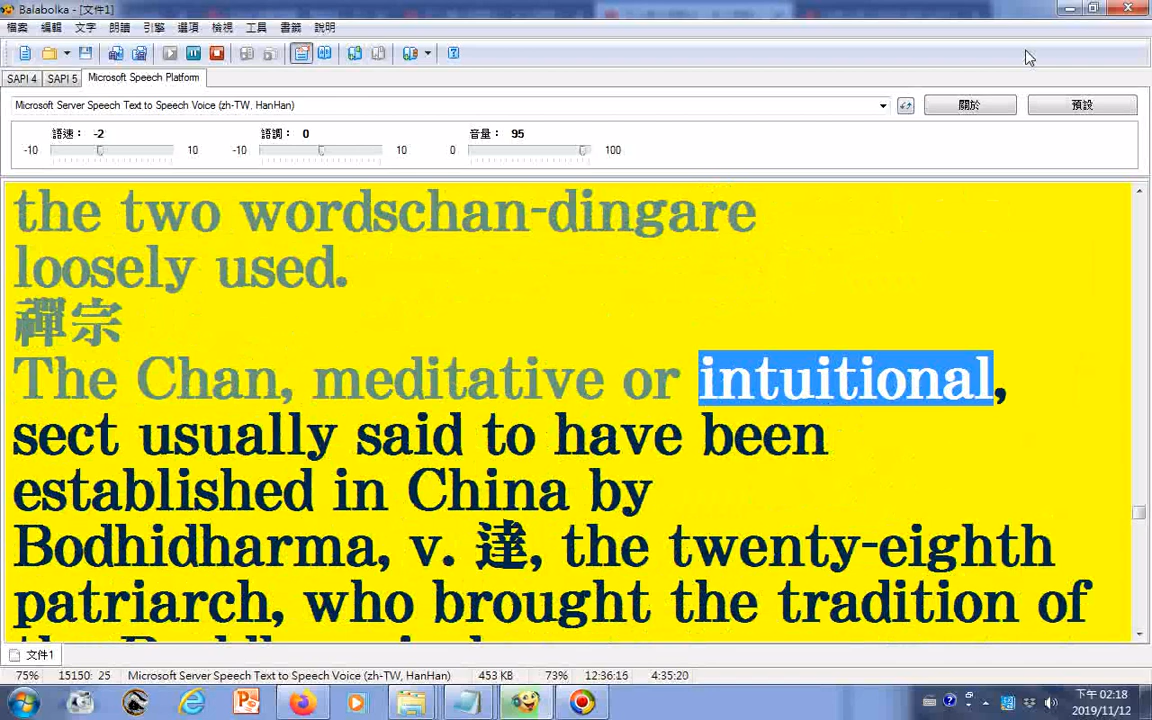 Balabolka - [文件1]
檔案 編輯 文字 朗讀 引擎 選項 檢視 工具 書籤 說明
SAPI 4 SAPI 5 Microsoft Speech Platform
Microsoft Server Speech Text to Speech Voice (zh-TW, HanHan) 關於 預設
語速： -2 語調： 0 音量： 95
-10 10 -10 10 0 100
the two wordschan-dingare
loosely used.
禪宗
The Chan, meditative or intuitional,
sect usually said to have been
established in China by
Bodhidharma, v. 達, the twenty-eighth
patriarch, who brought the tradition of
文件1
75% 15150: 25 Microsoft Server Speech Text to Speech Voice (zh-TW, HanHan) 453 KB 73% 12:36:16 4:35:20
下午 02:18
2019/11/12